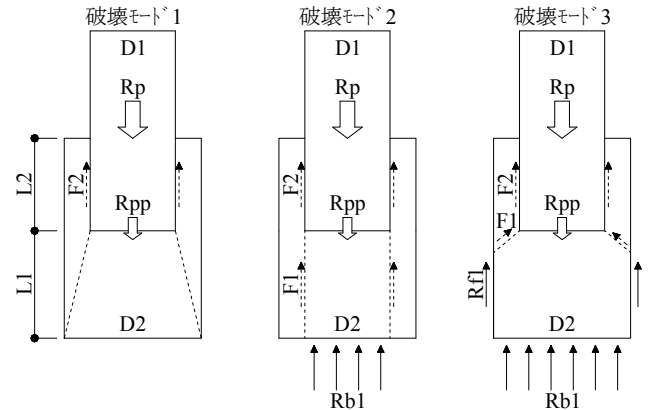 破壊ﾓｰﾄﾞ1
D1
Rp
L2
F2
Rpp
L1
D2
破壊ﾓｰﾄﾞ2
D1
Rp
F2
Rpp
F1
D2
Rb1
破壊ﾓｰﾄﾞ3
D1
Rp
F2
F1
Rpp
Rf1
D2
Rb1